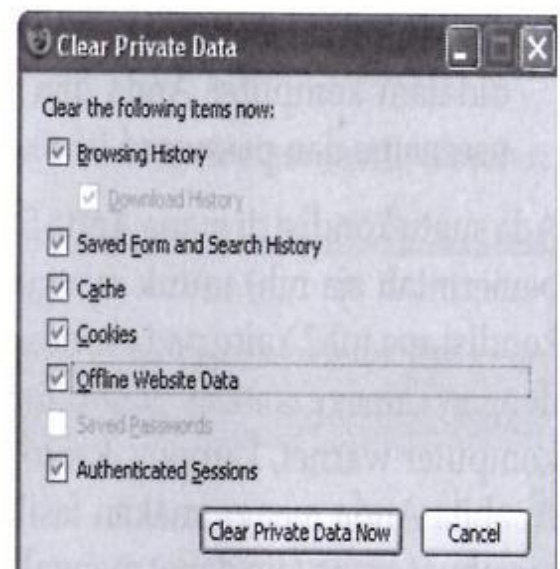 Clear Private Data
Clear the following items now:
Browsing History
Download History
Saved Form and Search History
Cache
Cookies
Offline Website Data
Saved Passwords
Authenticated Sessions
Clear Private Data Now Cancel